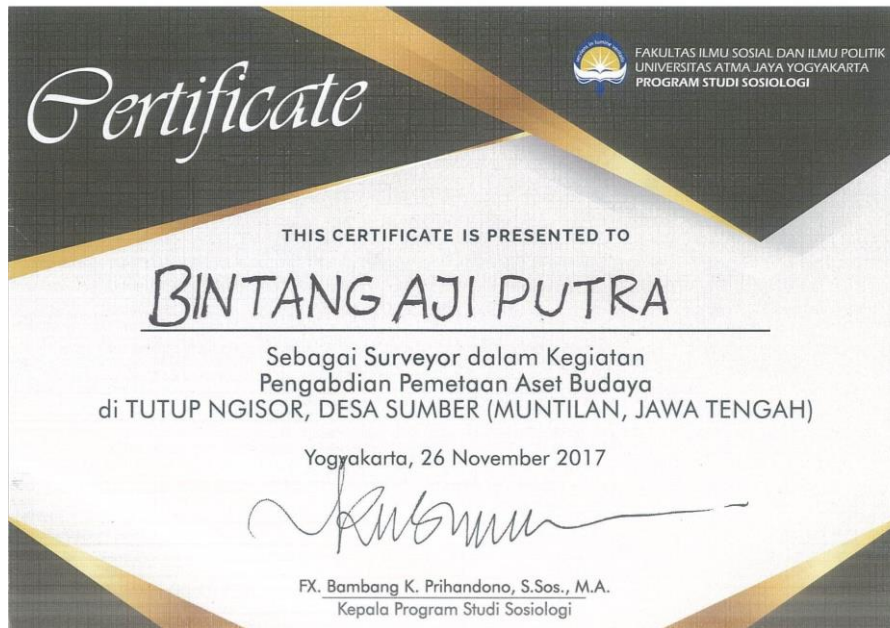 Certificate
FAKULTAS ILMU SOSIAL DAN ILMU POLITIK
UNIVERSITAS ATMA JAYA YOGYAKARTA
PROGRAM STUDI SOSIOLOGI
THIS CERTIFICATE IS PRESENTED TO
BINTANG AJI PUTRA
Sebagai Surveyor dalam Kegiatan
Pengabdian Pemetaan Aset Budaya
di TUTUP NGISOR, DESA SUMBER (MUNTILAN, JAWA TENGAH)
Yogyakarta, 26 November 2017
FX. Bambang K. Prihandono, S.Sos., M.A.
Kepala Program Studi Sosiologi